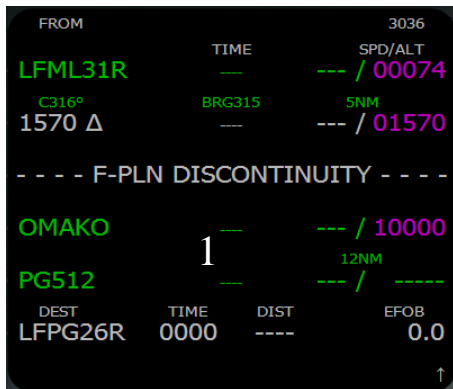 FROM 3036
TIME SPD/ALT
LFML31R ---- --- / 00074
C316° BRG315 5NM
1570 Δ ---- --- / 01570
- - - - F-PLN DISCONTINUITY - - - -
OMAKO ---- --- / 10000
1 12NM
PG512 ---- --- / -----
DEST TIME DIST EFOB
LFPG26R 0000 ---- 0.0
↑